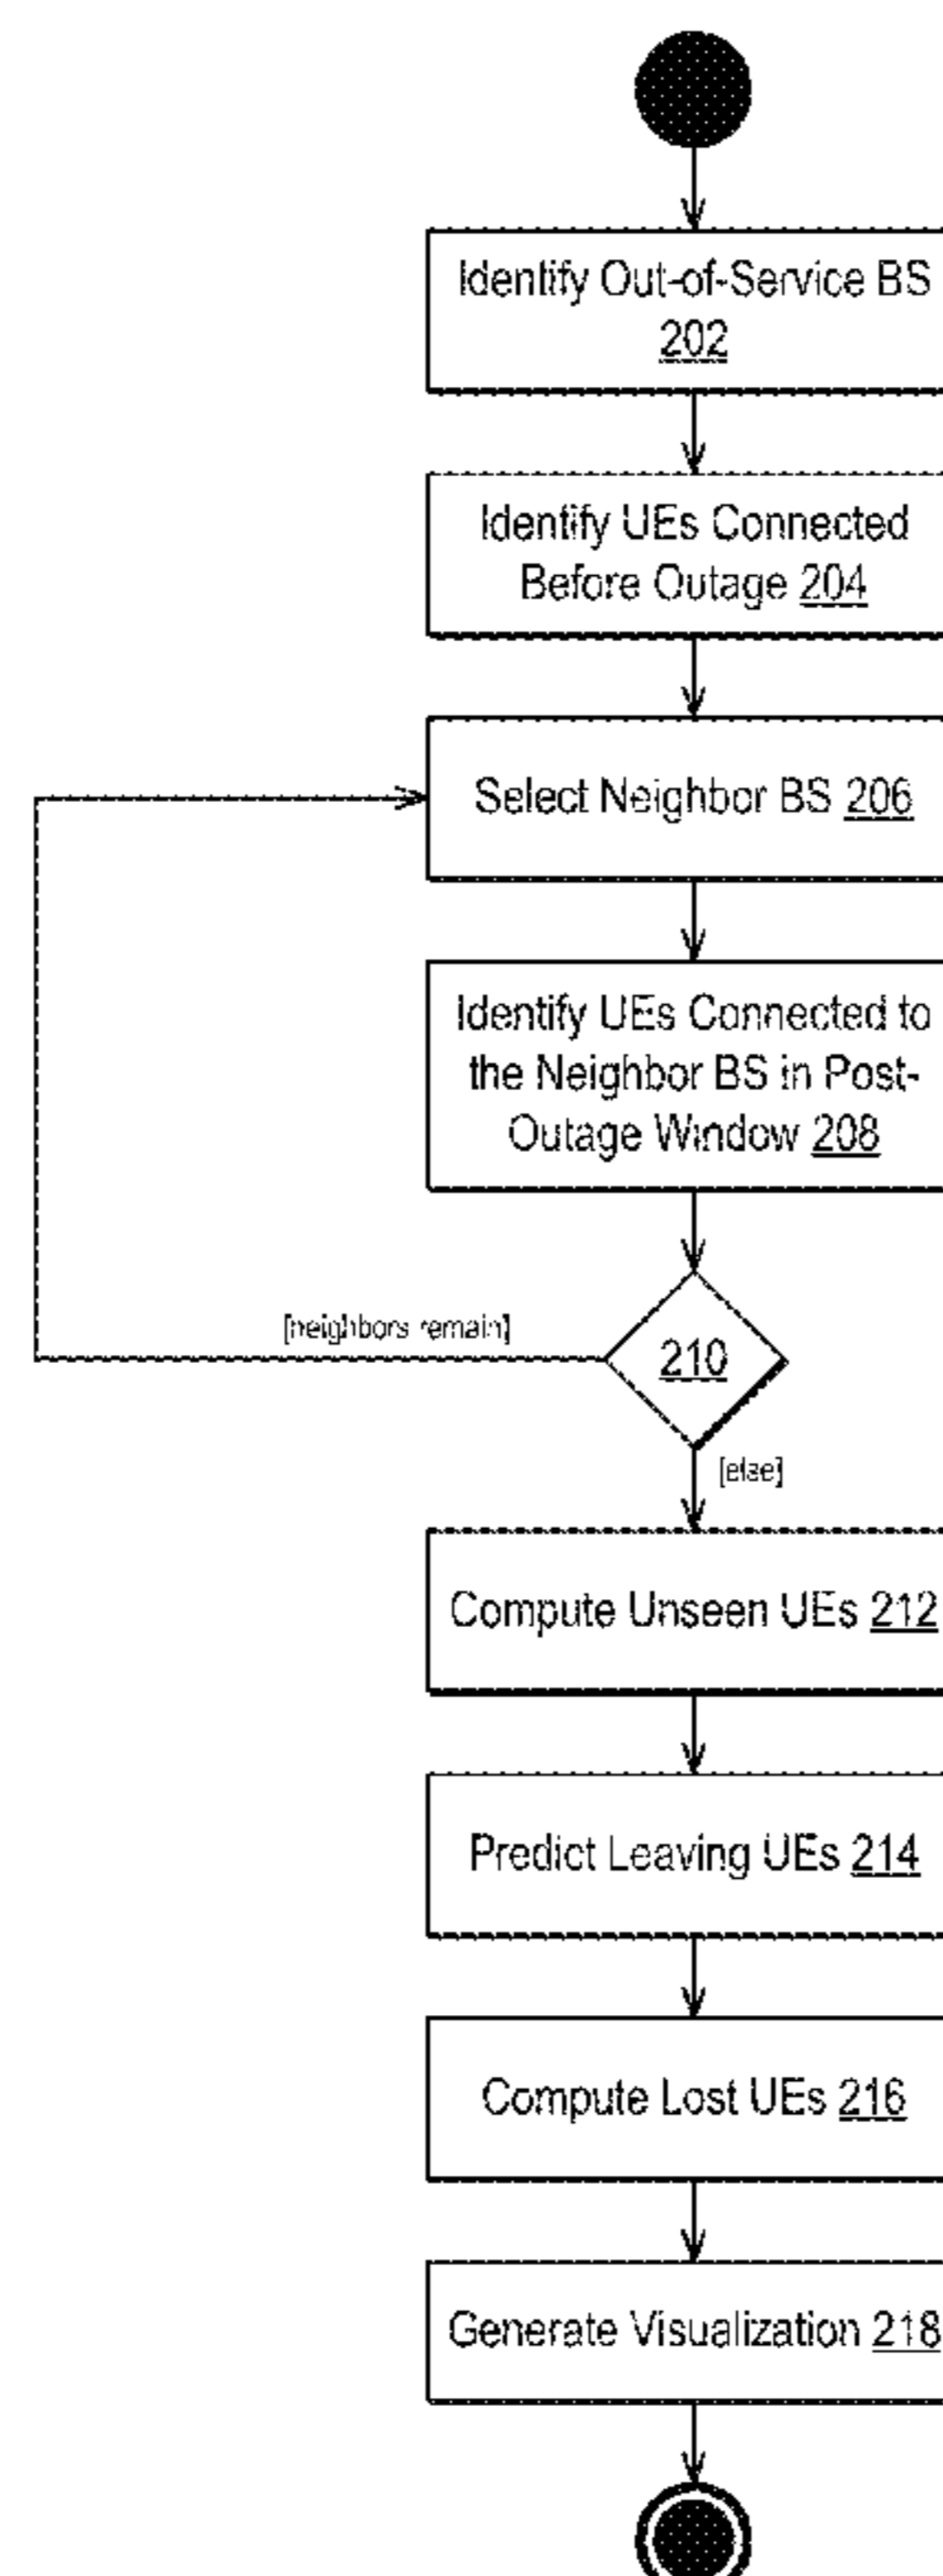 Identify Out-of-Service BS
202
Identify UEs Connected
Before Outage 204
Select Neighbor BS 206
Identify UEs Connected to
the Neighbor BS in Post-
Outage Window 208
[neighbors remain]
210
[else]
Compute Unseen UEs 212
Predict Leaving UEs 214
Compute Lost UEs 216
Generate Visualization 218